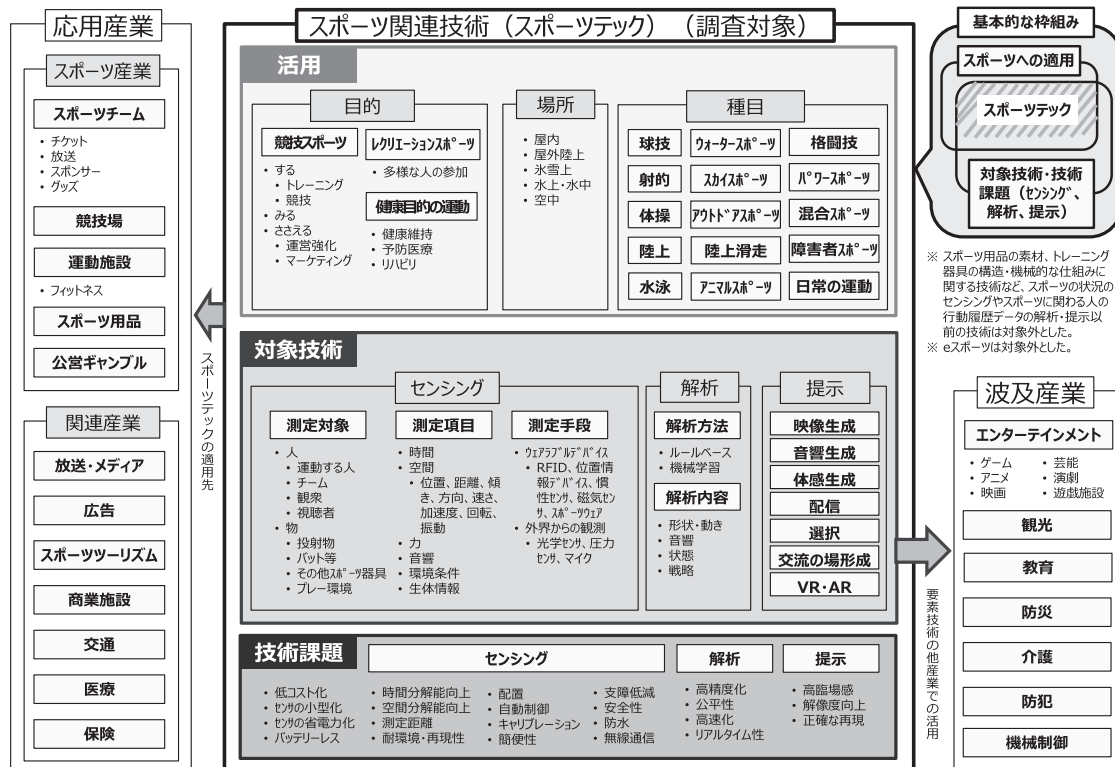 応用産業
スポーツ産業
スポーツチーム
・チケット
・放送
・スポンサー
・グッズ
競技場
運動施設
・フィットネス
スポーツ用品
公営ギャンブル
関連産業
放送・メディア
広告
スポーツツーリズム
商業施設
交通
医療
保険
スポーツテックの適用先
スポーツ関連技術（スポーツテック）（調査対象）
活用
目的
競技スポーツ
・する
・トレーニング
・競技
・みる
・ささえる
・運営強化
・マーケティング
レクリエーションスポーツ
・多様な人の参加
健康目的の運動
・健康維持
・予防医療
・リハビリ
場所
・屋内
・屋外陸上
・氷雪上
・水上・水中
・空中
種目
球技
ウォータースポーツ
格闘技
射的
スカイスポーツ
パワースポーツ
体操
アウトドアスポーツ
混合スポーツ
陸上
陸上滑走
障害者スポーツ
水泳
アニマルスポーツ
日常の運動
対象技術
センシング
測定対象
・人
・運動する人
・チーム
・観衆
・視聴者
・物
・投射物
・バット等
・その他スポーツ器具
・プレー環境
測定項目
・時間
・空間
・位置、距離、傾
き、方向、速さ、
加速度、回転、
振動
・力
・音響
・環境条件
・生体情報
測定手段
・ウェアラブルデバイス
・RFID、位置情
報デバイス、慣
性センサ、磁気セン
サ、スポーツウェア
・外界からの観測
・光学センサ、圧力
センサ、マイク
解析
解析方法
・ルールベース
・機械学習
解析内容
・形状・動き
・音響
・状態
・戦略
提示
映像生成
音響生成
体感生成
配信
選択
交流の場形成
VR・AR
技術課題
・低コスト化
・センサの小型化
・センサの省電力化
・バッテリーレス
センシング
・時間分解能向上
・空間分解能向上
・測定距離
・耐環境・再現性
・配置
・自動制御
・キャリブレーション
・簡便性
・支障低減
・安全性
・防水
・無線通信
解析
・高精度化
・公平性
・高速化
・リアルタイム性
提示
・高臨場感
・解像度向上
・正確な再現
基本的な枠組み
スポーツへの適用
スポーツテック
対象技術・技術
課題（センシング、
解析、提示）
※ スポーツ用品の素材、トレーニング
器具の構造・機械的な仕組みに
関する技術など、スポーツの状況の
センシングやスポーツに関わる人の
行動履歴データの解析・提示以
前の技術は対象外とした。
※ eスポーツは対象外とした。
要素技術の他産業での活用
波及産業
エンターテインメント
・ゲーム
・アニメ
・映画
・芸能
・演劇
・遊戯施設
観光
教育
防災
介護
防犯
機械制御